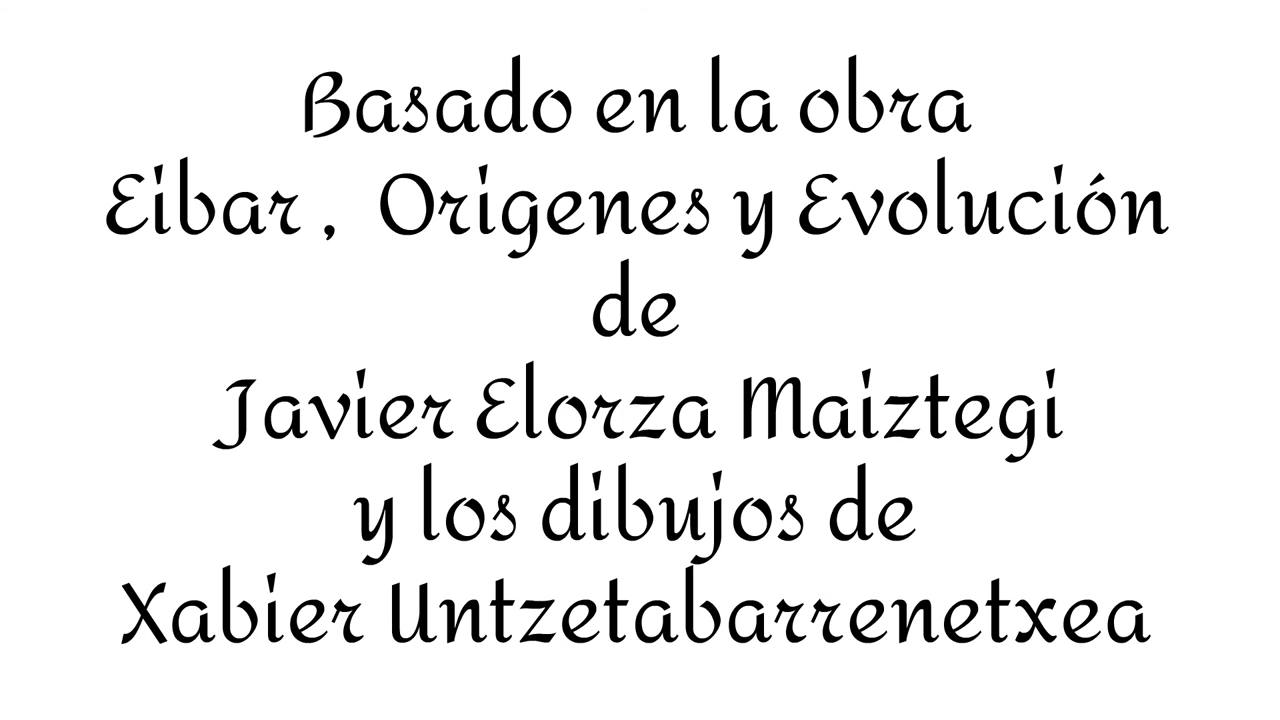 Basado en la obra
Eibar , Origenes y Evolución
de
Javier Elorza Maiztegi
y los dibujos de
Xabier Untzetabarrenetxea